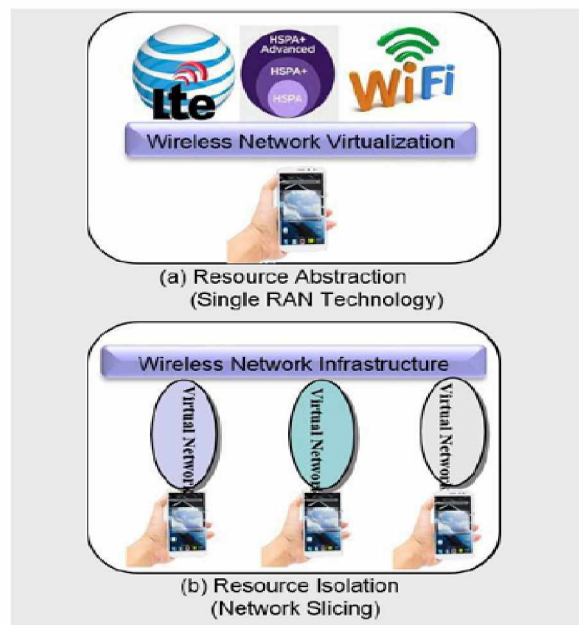 Lte
HSPA+
Advanced
HSPA+
HSPA
WiFi
Wireless Network Virtualization
(a) Resource Abstraction
(Single RAN Technology)
Wireless Network Infrastructure
Virtual Network
Virtual Network
Virtual Network
(b) Resource Isolation
(Network Slicing)